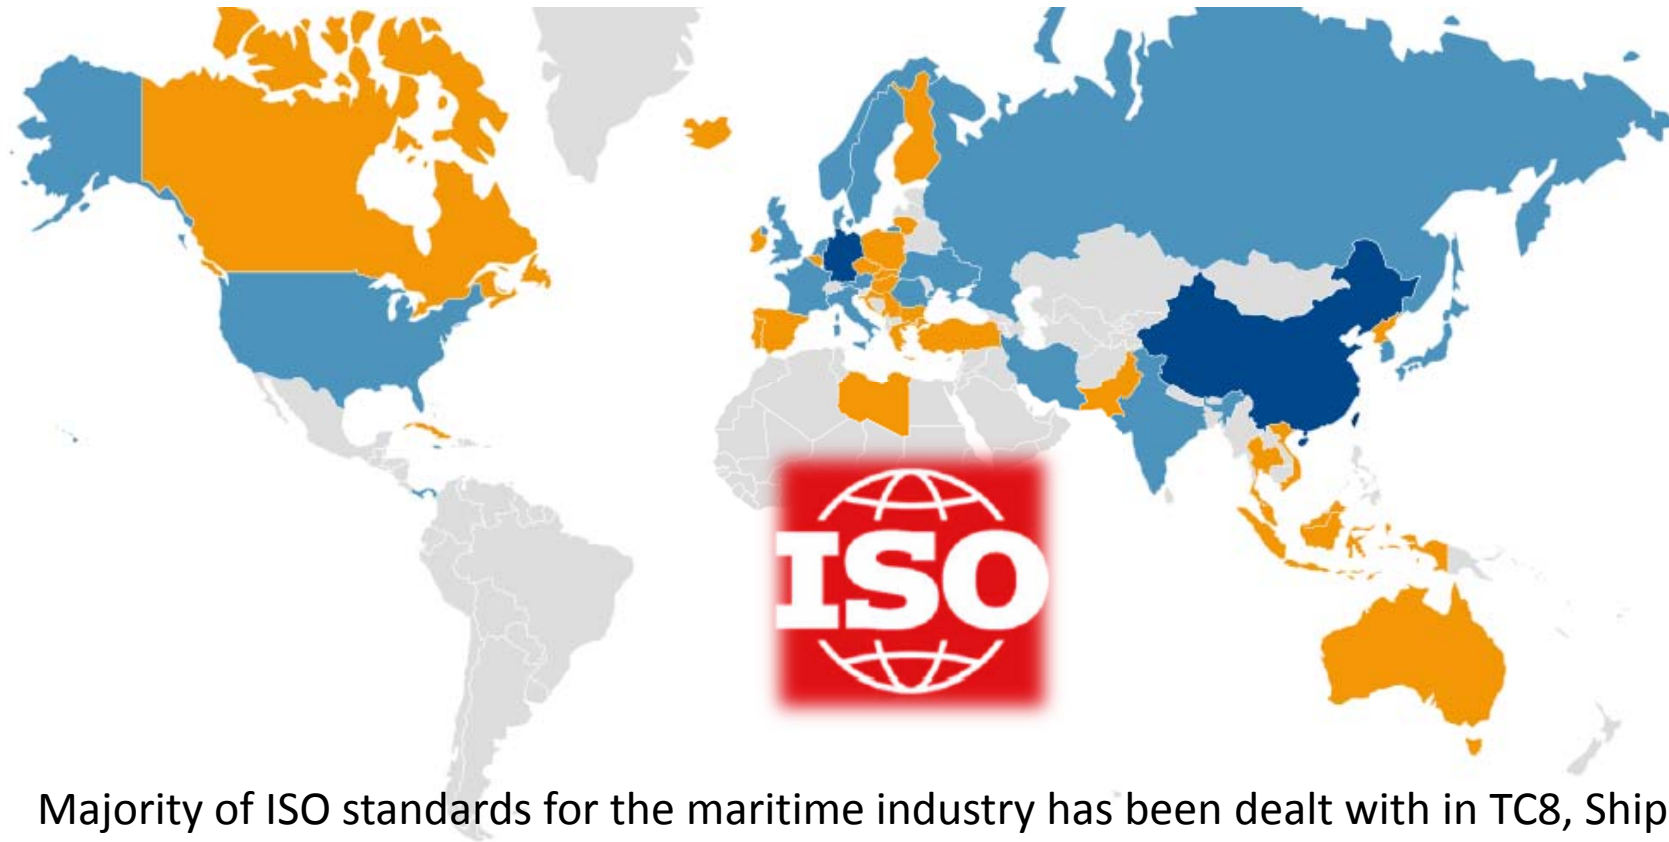 ISO
Majority of ISO standards for the maritime industry has been dealt with in TC8, Ship